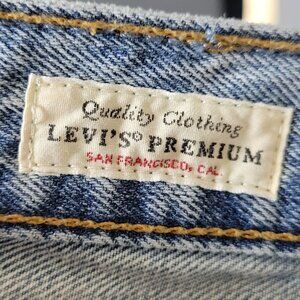 Quality Clothing
LEVI'S® PREMIUM
SAN FRANCISCO, CAL.